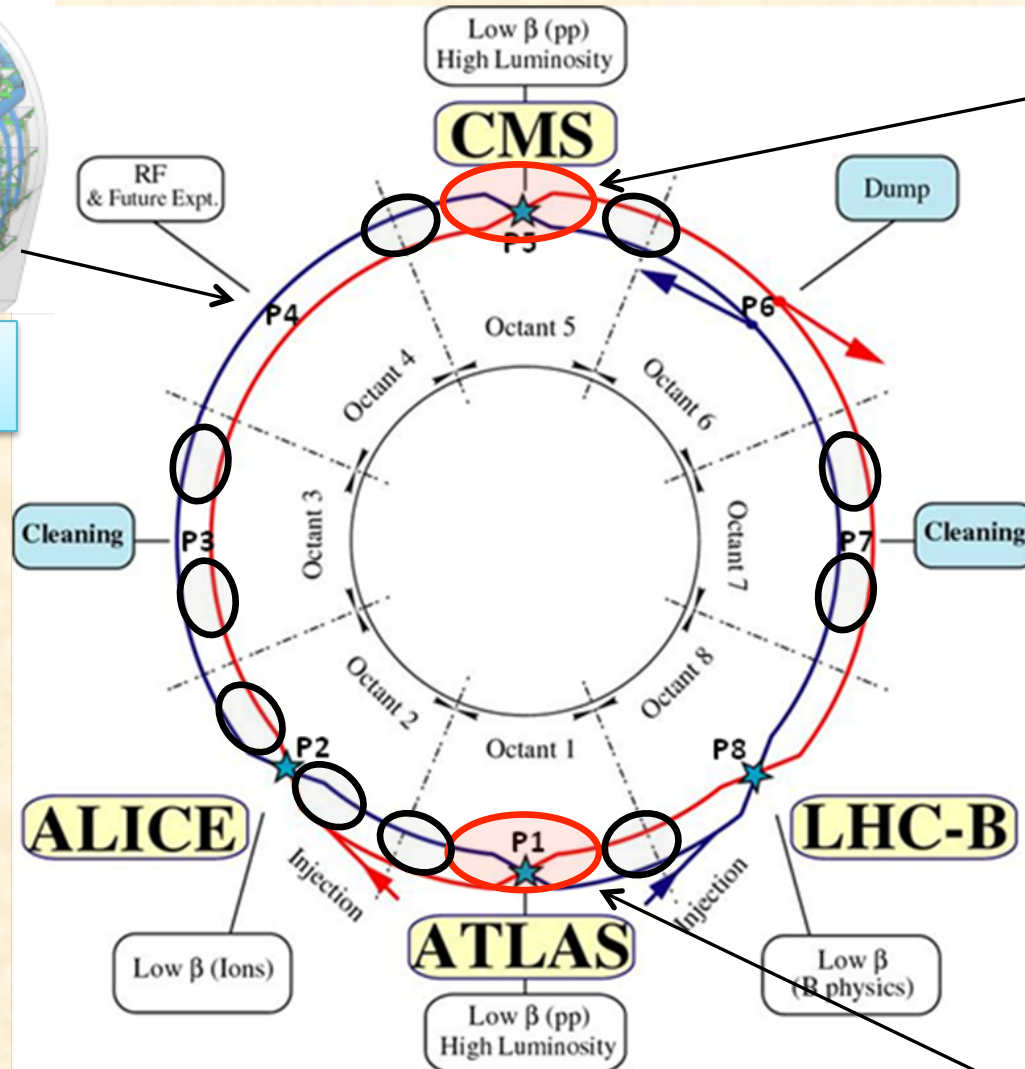 Low β (pp)
High Luminosity
CMS
RF
& Future Expt.
Dump
P5
P4
P6
Octant 5
Octant 4
Octant 6
Cleaning
P3
Octant 3
Octant 7
P7
Cleaning
Octant 2
Octant 8
P2
Octant 1
P8
ALICE
P1
LHC-B
Injection
Injection
ATLAS
Low β (Ions)
Low β
(B physics)
Low β (pp)
High Luminosity